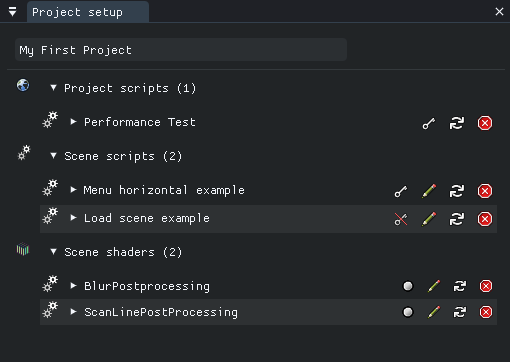 Project setup
My First Project
Project scripts (1)
Performance Test
Scene scripts (2)
Menu horizontal example
Load scene example
Scene shaders (2)
BlurPostprocessing
ScanLinePostProcessing